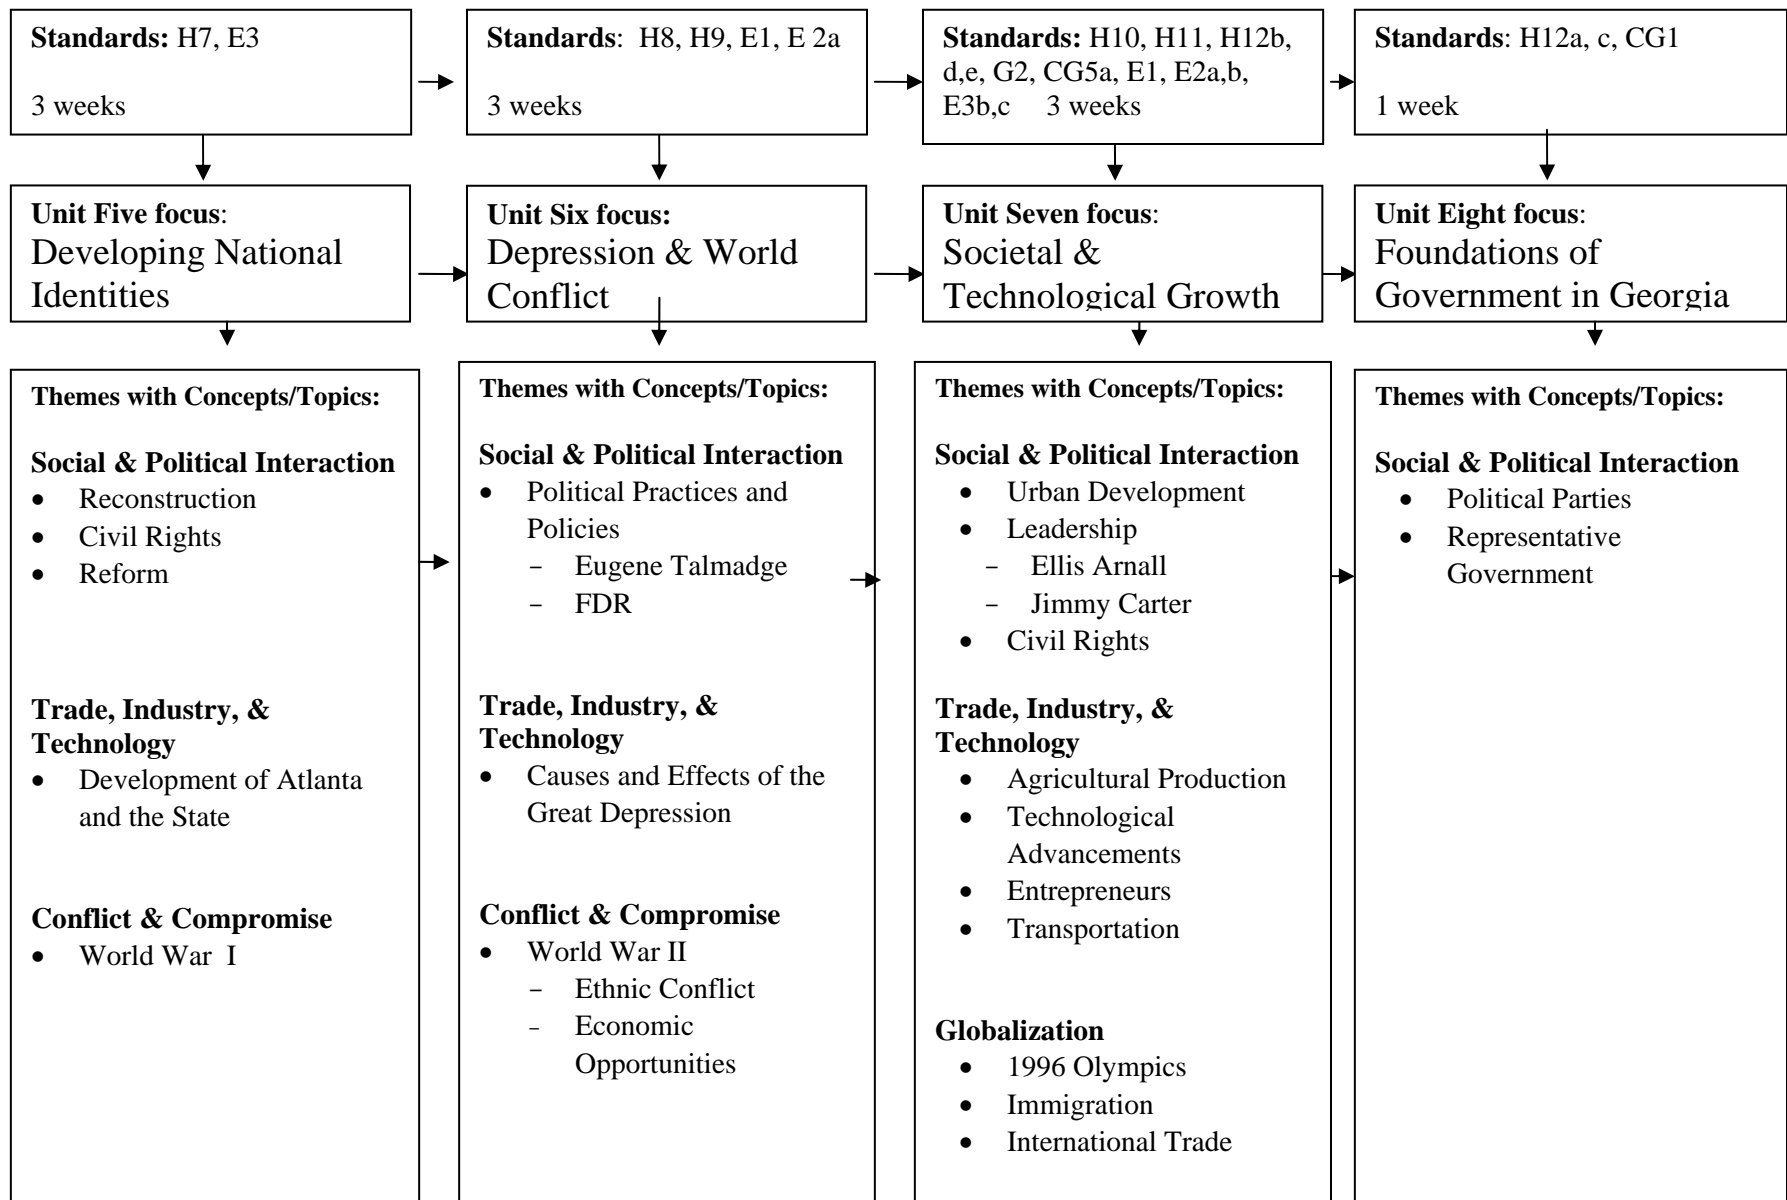 Standards: H7, E3
3 weeks
Standards: H8, H9, E1, E 2a
3 weeks
Standards: H10, H11, H12b,
d,e, G2, CG5a, E1, E2a,b,
E3b,c 3 weeks
Standards: H12a, c, CG1
1 week
Unit Five focus:
Developing National
Identities
Unit Six focus:
Depression & World
Conflict
Unit Seven focus:
Societal &
Technological Growth
Unit Eight focus:
Foundations of
Government in Georgia
Themes with Concepts/Topics:
Social & Political Interaction
• Reconstruction
• Civil Rights
• Reform
Trade, Industry, &
Technology
• Development of Atlanta
and the State
Conflict & Compromise
• World War I
Themes with Concepts/Topics:
Social & Political Interaction
• Political Practices and
Policies
- Eugene Talmadge
- FDR
Trade, Industry, &
Technology
• Causes and Effects of the
Great Depression
Conflict & Compromise
• World War II
- Ethnic Conflict
- Economic
Opportunities
Themes with Concepts/Topics:
Social & Political Interaction
• Urban Development
• Leadership
- Ellis Arnall
- Jimmy Carter
• Civil Rights
Trade, Industry, &
Technology
• Agricultural Production
• Technological
Advancements
• Entrepreneurs
• Transportation
Globalization
• 1996 Olympics
• Immigration
• International Trade
Themes with Concepts/Topics:
Social & Political Interaction
• Political Parties
• Representative
Government